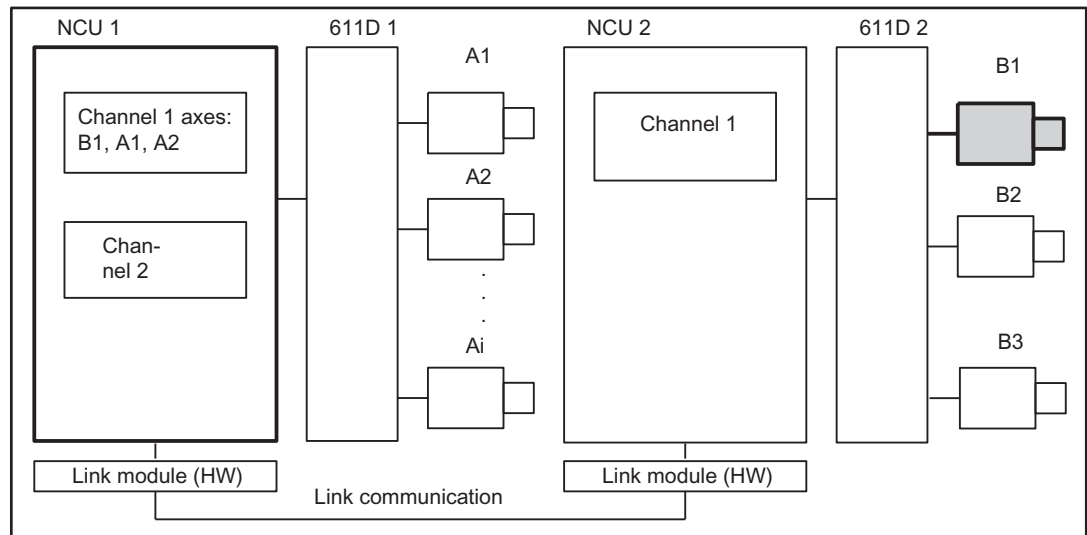 NCU 1
611D 1
A1
NCU 2
611D 2
B1
Channel 1 axes:
B1, A1, A2
Channel 1
A2
B2
Chan-
nel 2
.
.
.
.
Ai
B3
Link module (HW)
Link communication
Link module (HW)